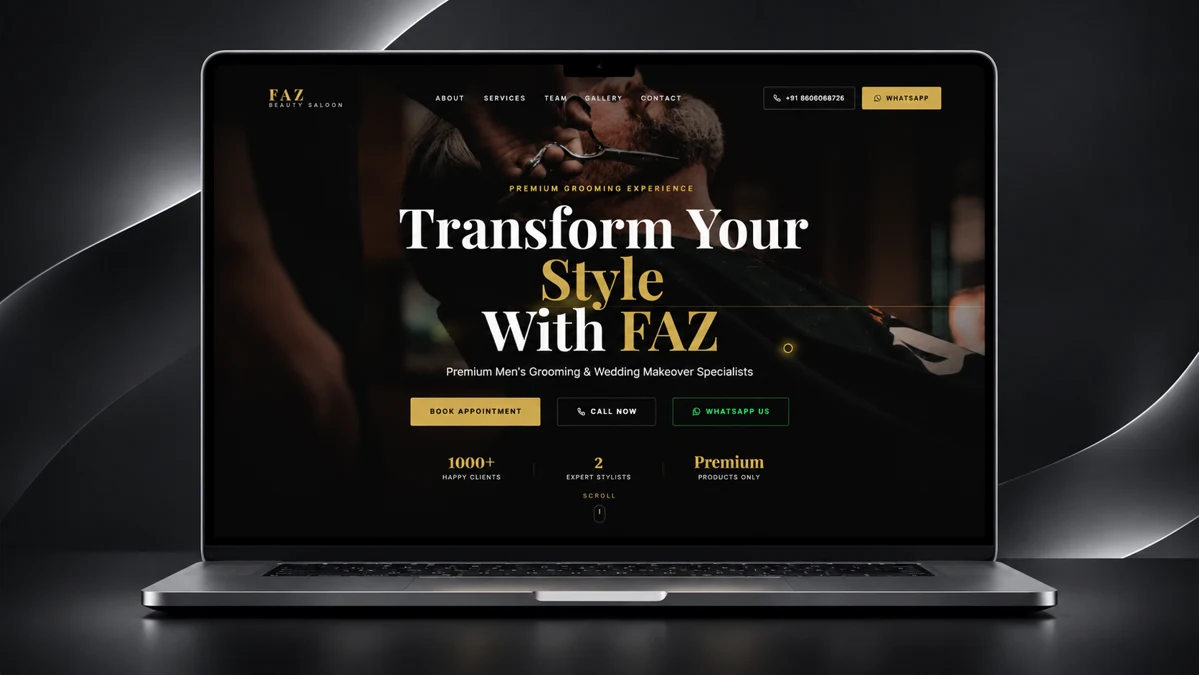 FAZ
BEAUTY SALOON
ABOUT SERVICES TEAM GALLERY CONTACT
+91 8606068726
WHATSAPP
PREMIUM GROOMING EXPERIENCE
Transform Your
Style
With FAZ
Premium Men's Grooming & Wedding Makeover Specialists
BOOK APPOINTMENT
CALL NOW
WHATSAPP US
1000+
HAPPY CLIENTS
2
EXPERT STYLISTS
Premium
PRODUCTS ONLY
SCROLL